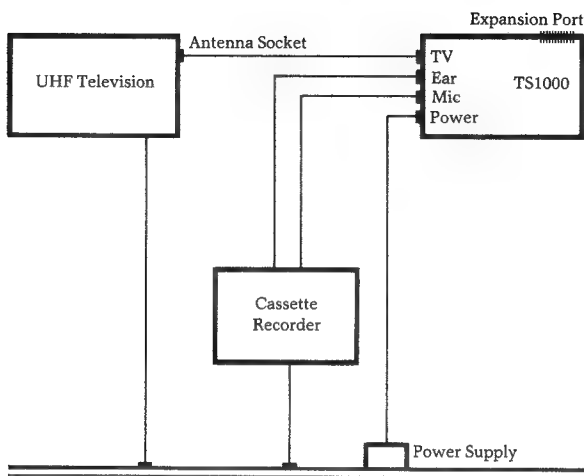 Expansion Port
Antenna Socket
UHF Television
TV
Ear
Mic
Power
TS1000
Cassette
Recorder
Power Supply